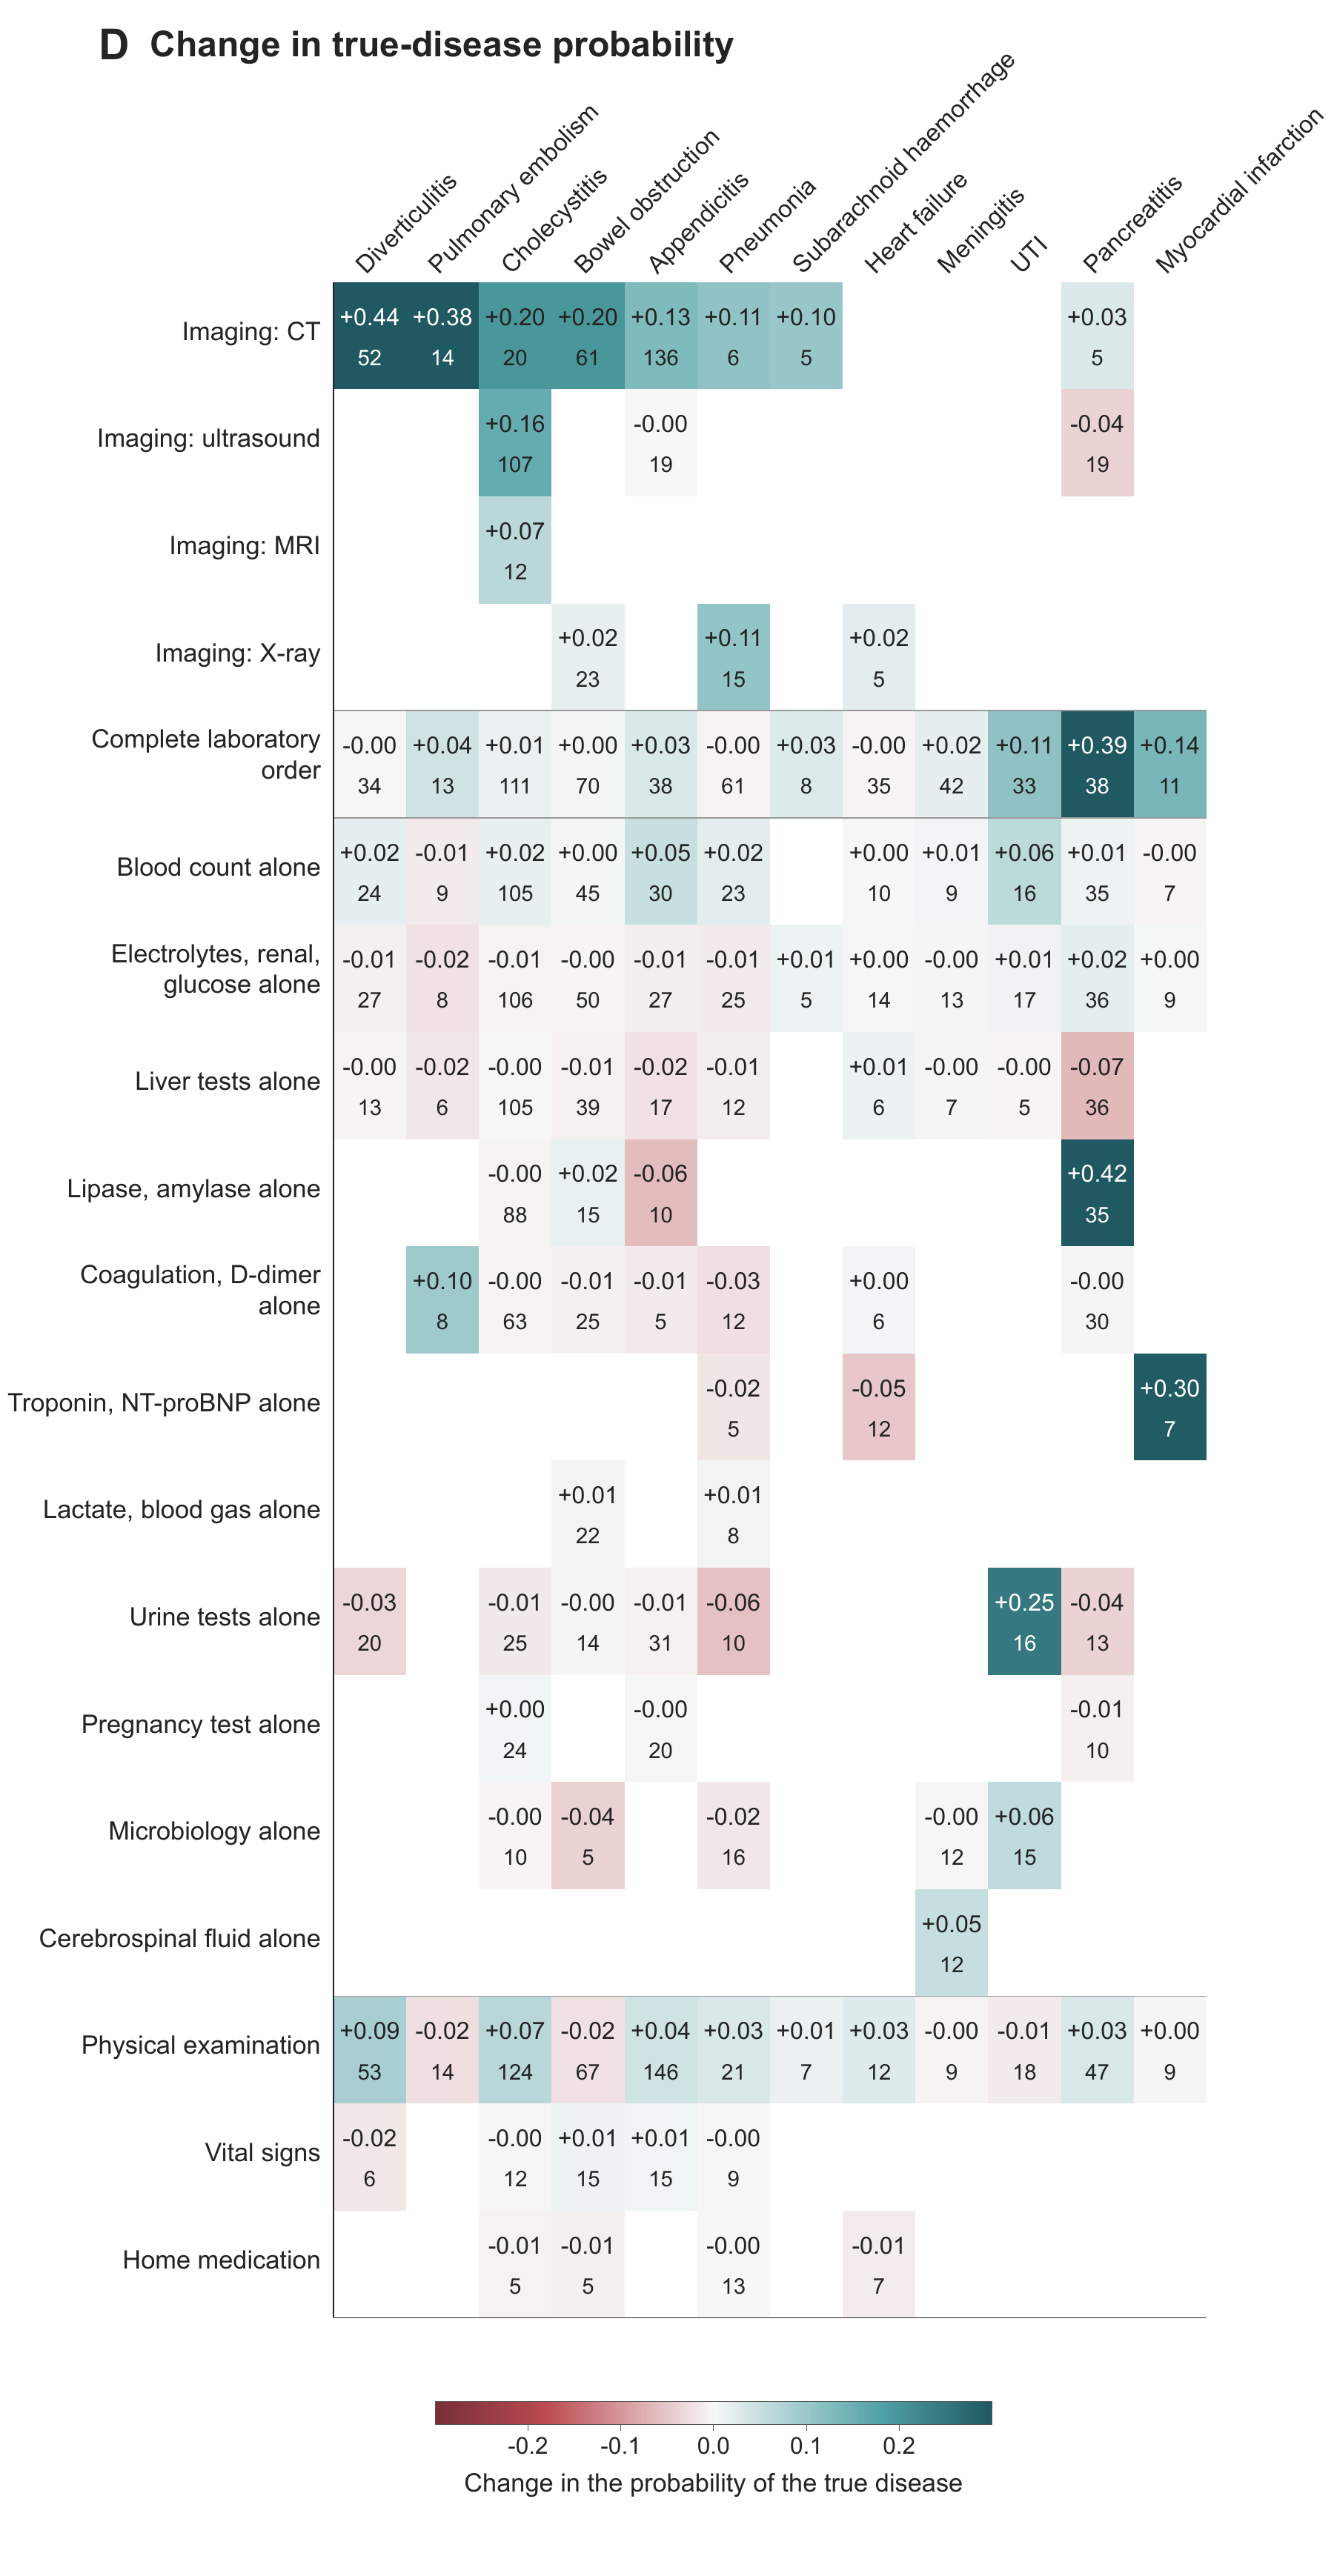 D Change in true-disease probability
Diverticulitis
Pulmonary embolism
Cholecystitis
Bowel obstruction
Appendicitis
Pneumonia
Subarachnoid haemorrhage
Heart failure
Meningitis
UTI
Pancreatitis
Myocardial infarction
Imaging: CT
+0.44 +0.38 +0.20 +0.20 +0.13 +0.11 +0.10 +0.03
52 14 20 61 136 6 5 5
Imaging: ultrasound
+0.16 -0.00 -0.04
107 19 19
Imaging: MRI
+0.07
12
Imaging: X-ray
+0.02 +0.11 +0.02
23 15 5
Complete laboratory
order
-0.00 +0.04 +0.01 +0.00 +0.03 -0.00 +0.03 -0.00 +0.02 +0.11 +0.39 +0.14
34 13 111 70 38 61 8 35 42 33 38 11
Blood count alone
+0.02 -0.01 +0.02 +0.00 +0.05 +0.02 +0.00 +0.01 +0.06 +0.01 -0.00
24 9 105 45 30 23 10 9 16 35 7
Electrolytes, renal,
glucose alone
-0.01 -0.02 -0.01 -0.00 -0.01 -0.01 +0.01 +0.00 -0.00 +0.01 +0.02 +0.00
27 8 106 50 27 25 5 14 13 17 36 9
Liver tests alone
-0.00 -0.02 -0.00 -0.01 -0.02 -0.01 +0.01 -0.00 -0.00 -0.07
13 6 105 39 17 12 6 7 5 36
Lipase, amylase alone
-0.00 +0.02 -0.06 +0.42
88 15 10 35
Coagulation, D-dimer
alone
+0.10 -0.00 -0.01 -0.01 -0.03 +0.00 -0.00
8 63 25 5 12 6 30
Troponin, NT-proBNP alone
-0.02 -0.05 +0.30
5 12 7
Lactate, blood gas alone
+0.01 +0.01
22 8
Urine tests alone
-0.03 -0.01 -0.00 -0.01 -0.06 +0.25 -0.04
20 25 14 31 10 16 13
Pregnancy test alone
+0.00 -0.00 -0.01
24 20 10
Microbiology alone
-0.00 -0.04 -0.02 -0.00 +0.06
10 5 16 12 15
Cerebrospinal fluid alone
+0.05
12
Physical examination
+0.09 -0.02 +0.07 -0.02 +0.04 +0.03 +0.01 +0.03 -0.00 -0.01 +0.03 +0.00
53 14 124 67 146 21 7 12 9 18 47 9
Vital signs
-0.02 -0.00 +0.01 +0.01 -0.00
6 12 15 15 9
Home medication
-0.01 -0.01 -0.00 -0.01
5 5 13 7
-0.2 -0.1 0.0 0.1 0.2
Change in the probability of the true disease